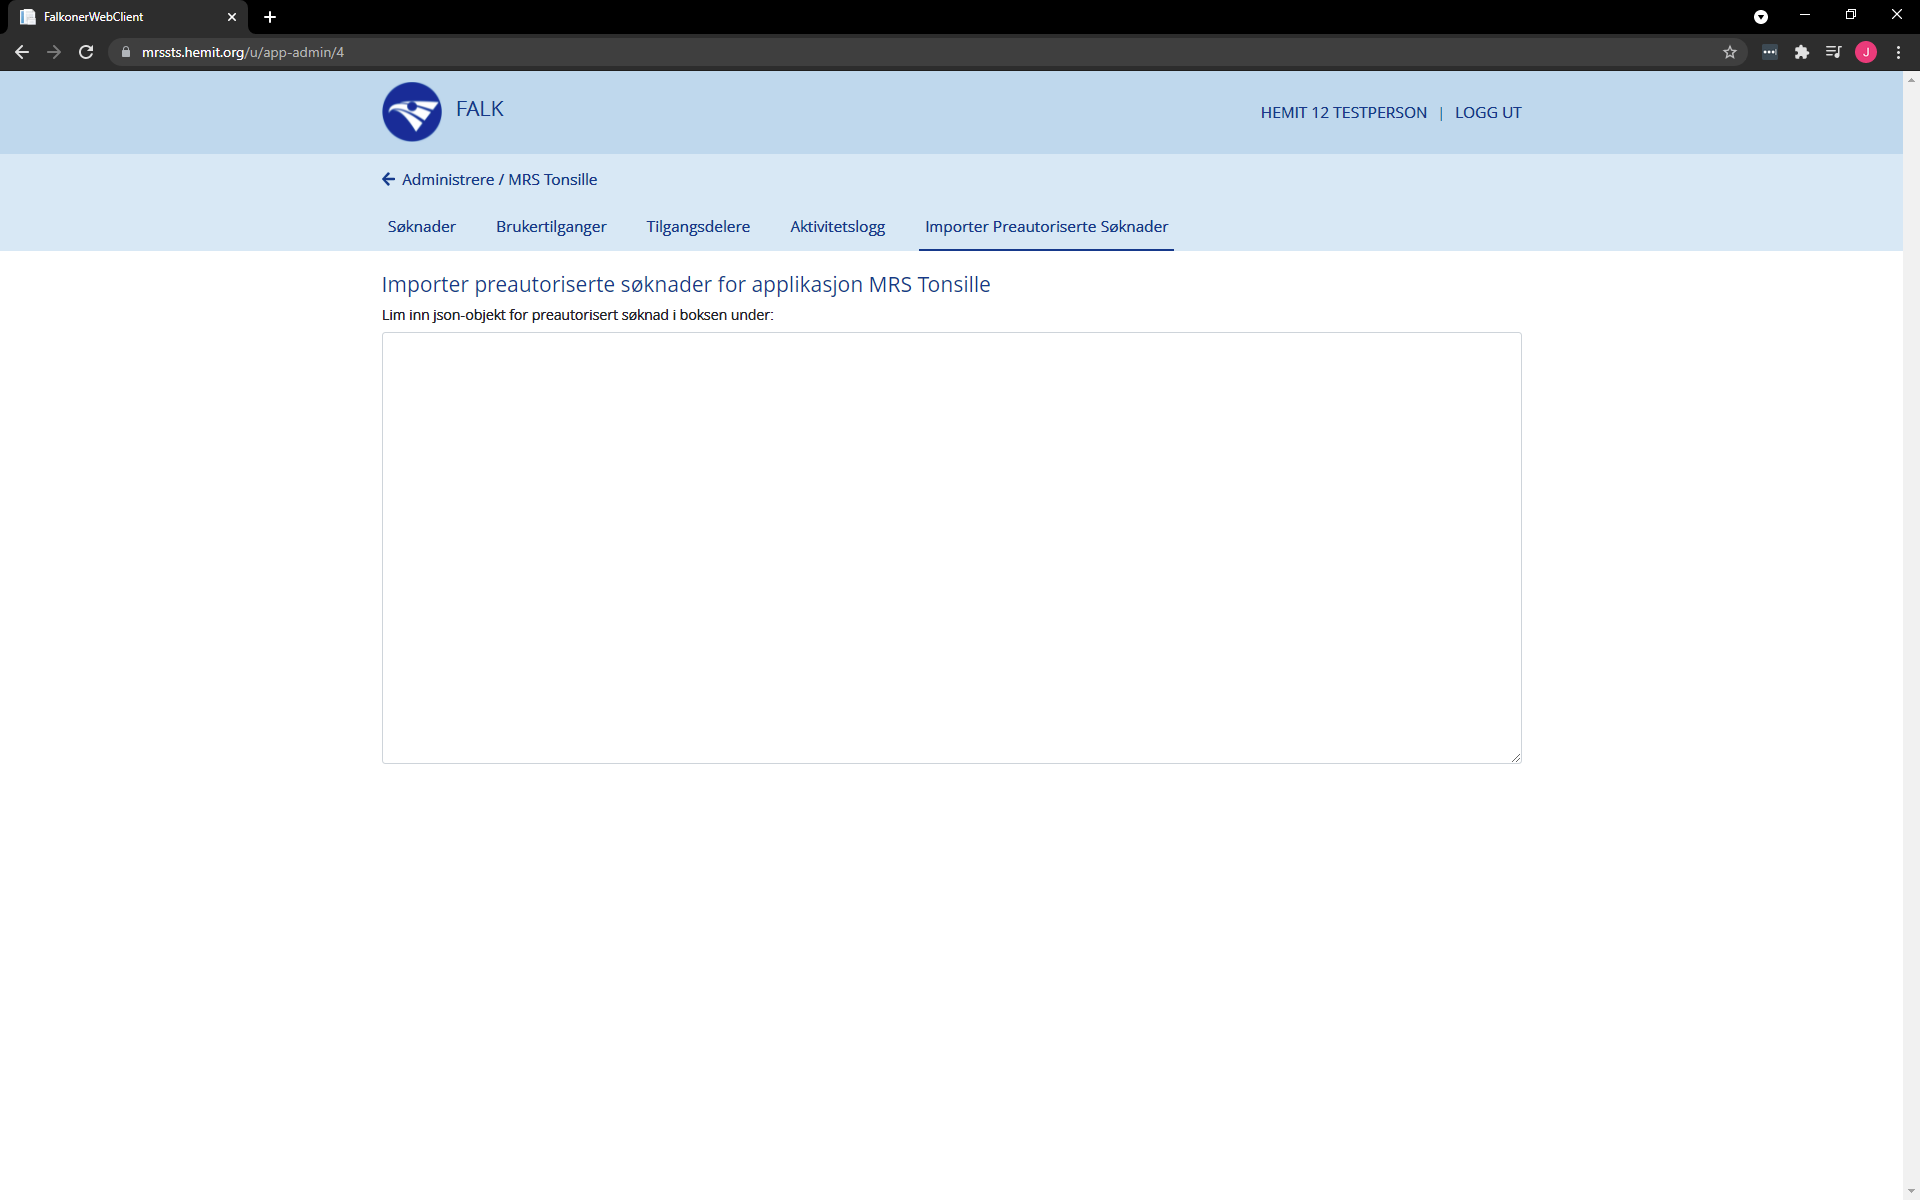 FalkonerWebClient
mrssts.hemit.org/u/app-admin/4
J
FALK
HEMIT 12 TESTPERSON | LOGG UT
Administrere / MRS Tonsille
Søknader Brukertilganger Tilgangsdelere Aktivitetslogg Importer Preautoriserte Søknader
Importer preautoriserte søknader for applikasjon MRS Tonsille
Lim inn json-objekt for preautorisert søknad i boksen under: